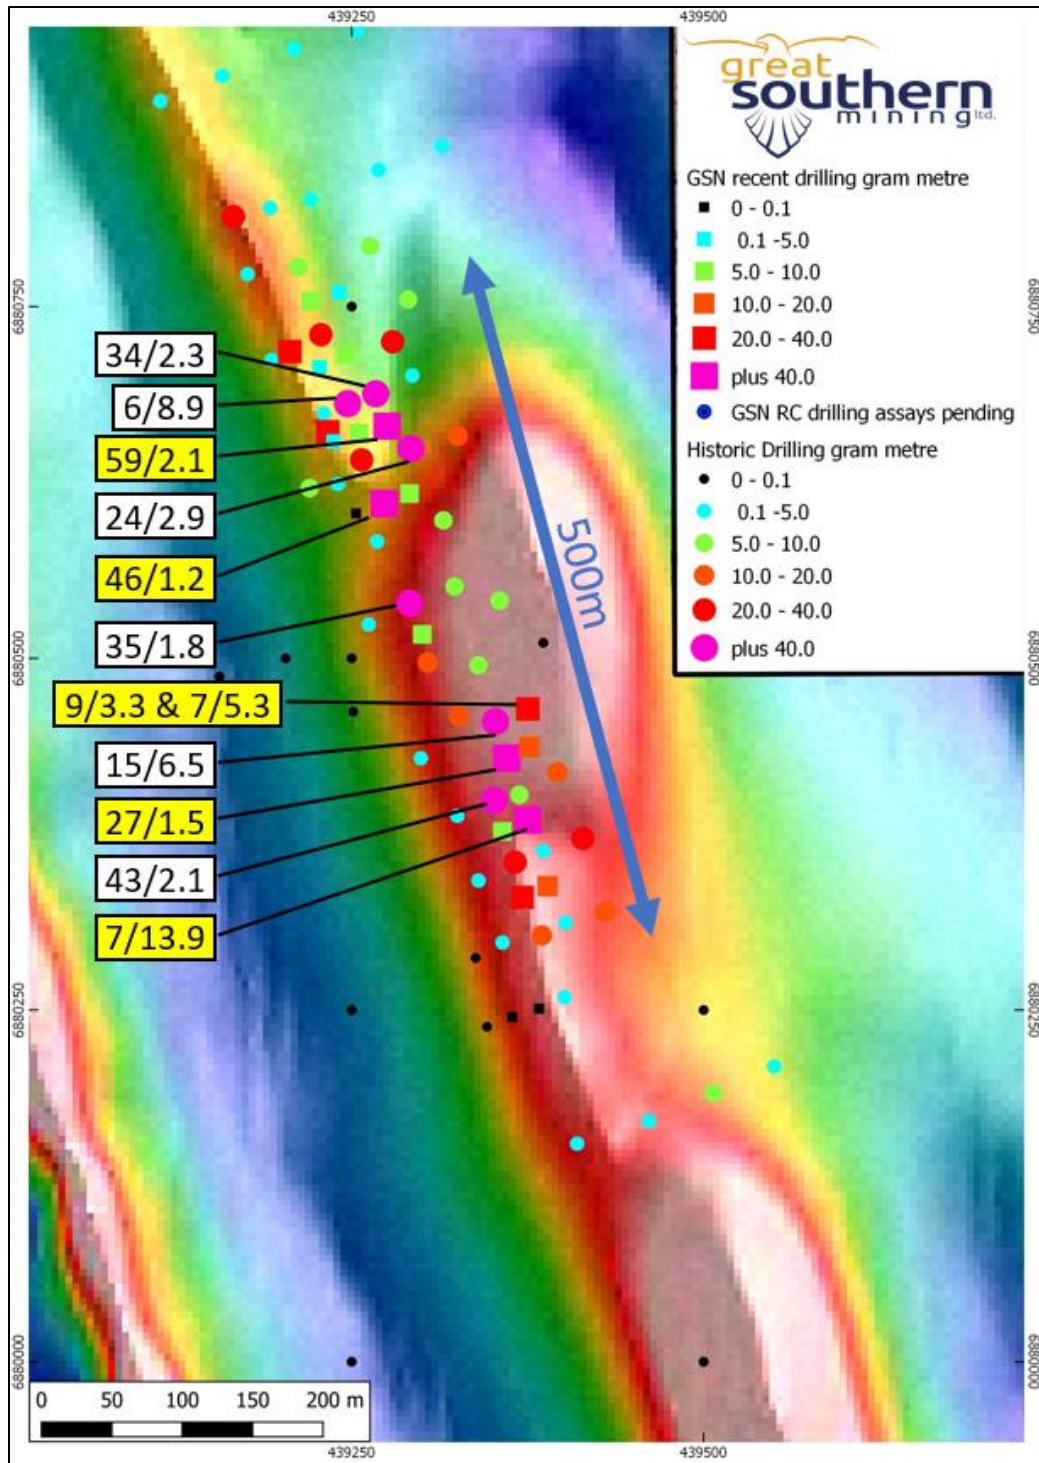 439250
439500
great
southern
mining ltd.
GSN recent drilling gram metre
0 - 0.1
0.1 -5.0
5.0 - 10.0
10.0 - 20.0
20.0 - 40.0
plus 40.0
GSN RC drilling assays pending
Historic Drilling gram metre
0 - 0.1
0.1 -5.0
5.0 - 10.0
10.0 - 20.0
20.0 - 40.0
plus 40.0
6880750
6880750
34/2.3
6/8.9
59/2.1
24/2.9
46/1.2
35/1.8
9/3.3 & 7/5.3
15/6.5
27/1.5
43/2.1
7/13.9
500m
6880500
6880500
6880250
6880250
6880000
6880000
0 50 100 150 200 m
439250
439500